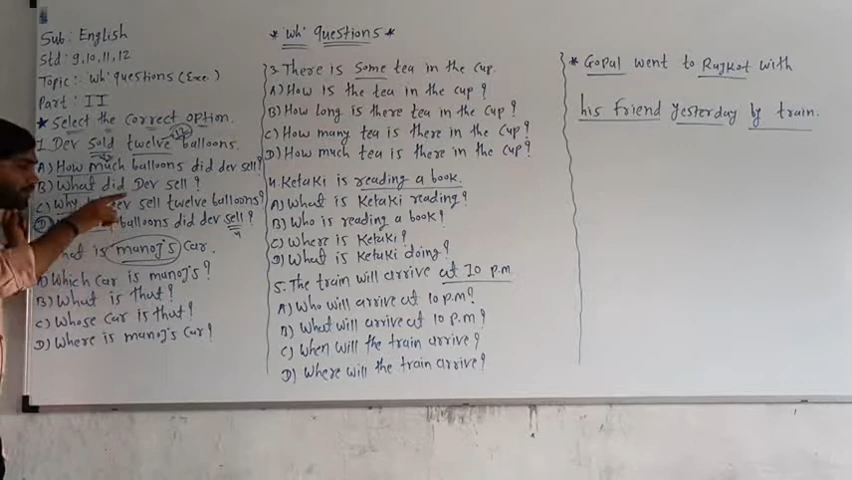 Sub: English
Std: 9,10,11,12
Topic:- Wh' questions (Exe.)
Part: II
* Select the correct option.
1. Dev sold twelve balloons.
A) How much balloons did dev sell?
B) What did Dev sell?
C) Why Dev sell twelve balloons?
D) balloons did dev sell?
is manoj's car.
Which car is manoj's?
B) What is that?
C) Whose car is that?
D) Where is manoj's car?
* 'Wh' questions *
3. There is some tea in the cup.
A) How is the tea in the cup?
B) How long is there tea in the cup?
C) How many tea is there in the cup?
D) How much tea is there in the cup?
4. Ketaki is reading a book.
A) What is Ketaki reading?
B) Who is reading a book?
C) Where is Ketaki?
D) What is Ketaki doing?
5. The train will arrive at 10 p.m
A) Who will arrive at 10 p.m?
B) What will arrive at 10 p.m?
C) When will the train arrive?
D) Where will the train arrive?
* Gopal went to Rajkot with
his friend yesterday by train.